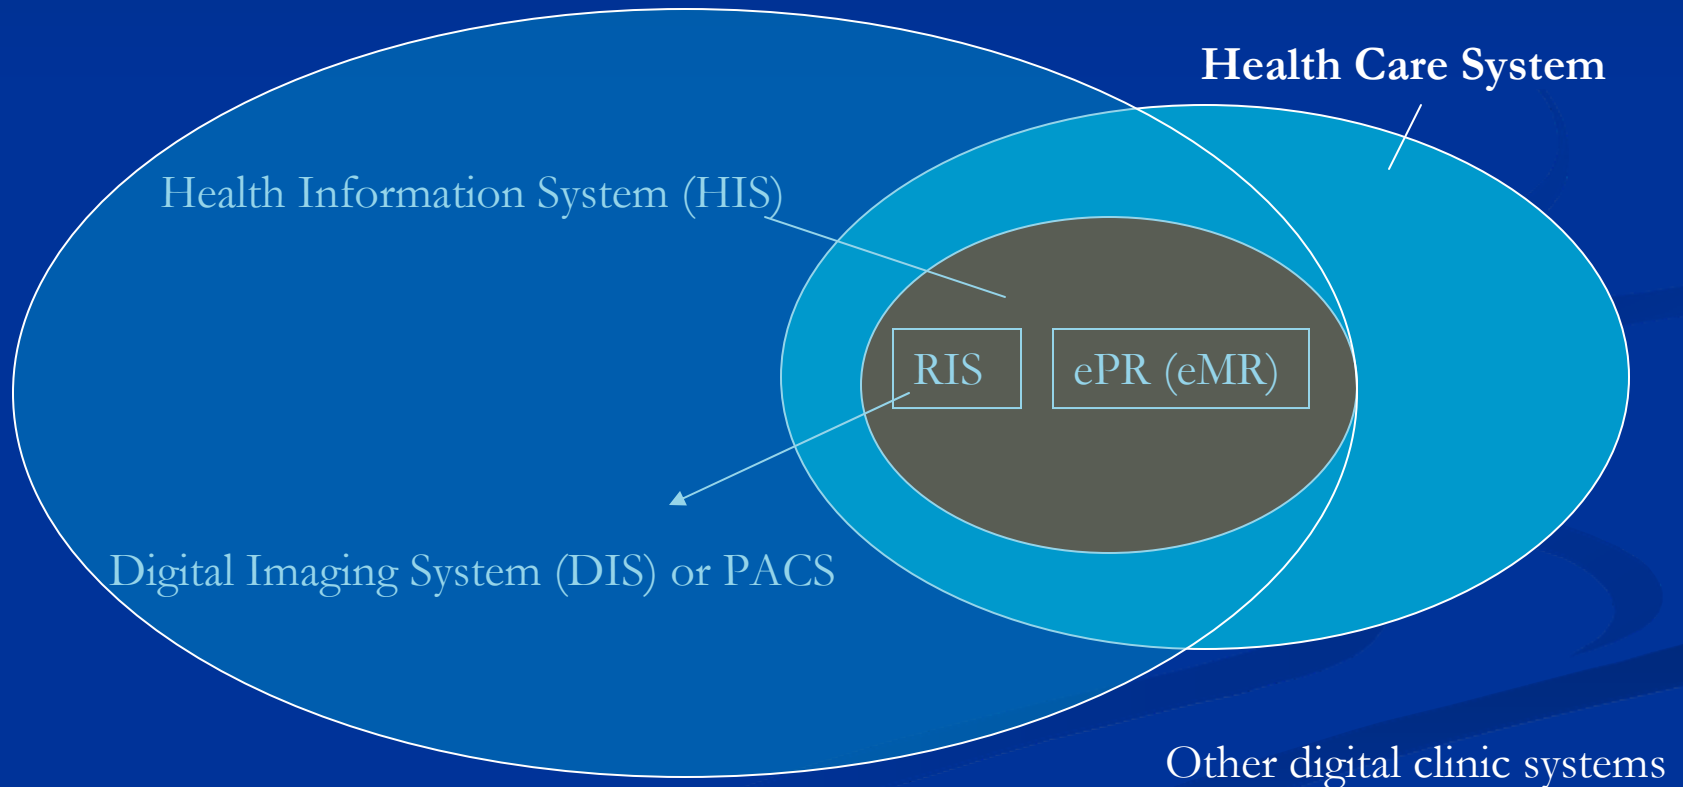 Health Care System
Health Information System (HIS)
RIS
ePR (eMR)
Digital Imaging System (DIS) or PACS
Other digital clinic systems